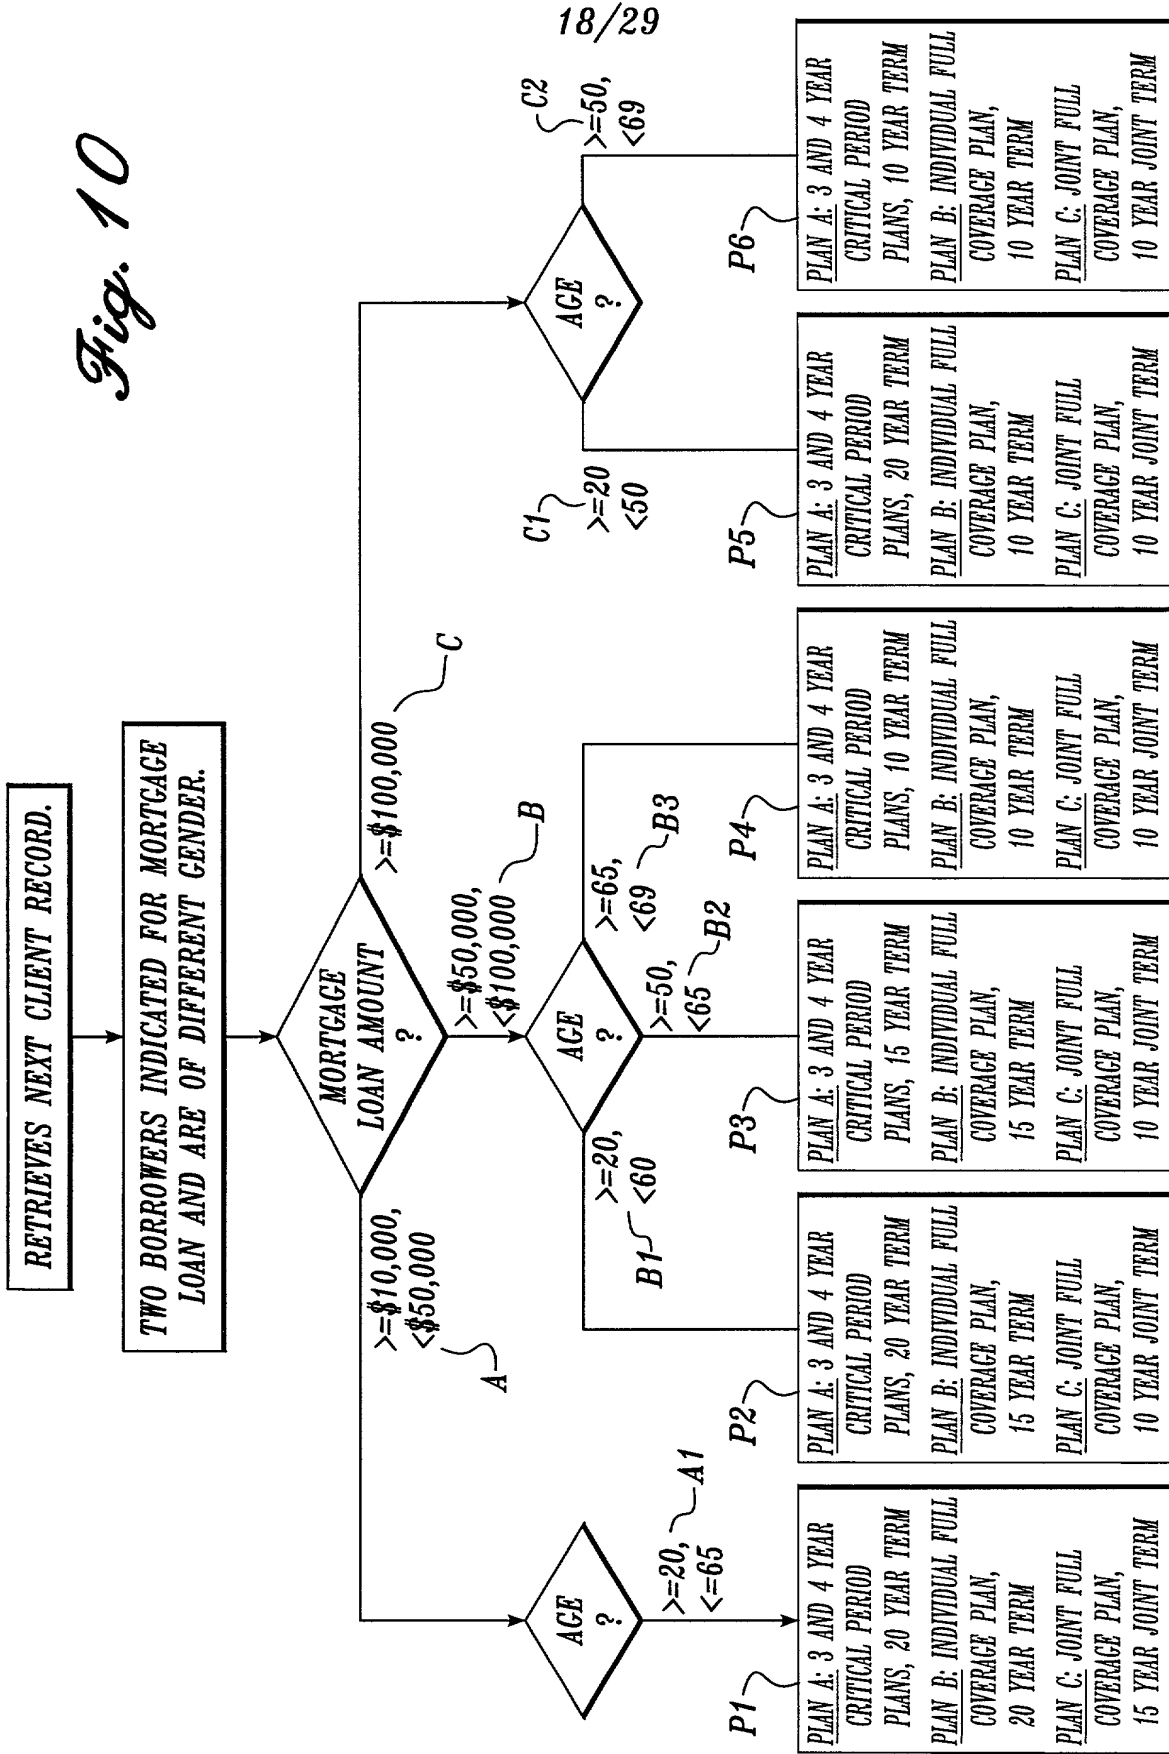 18/29
Fig. 10
RETRIEVES NEXT CLIENT RECORD.
TWO BORROWERS INDICATED FOR MORTGAGE
LOAN AND ARE OF DIFFERENT GENDER.
MORTGAGE
LOAN AMOUNT
?
>=$10,000,
<$50,000
A
>=$50,000,
<$100,000
B
>=$100,000
C
AGE
?
>=20,
<=65
A1
AGE
?
>=20,
<60
B1
>=50,
<65
B2
>=65,
<69
B3
AGE
?
C1
>=20
<50
C2
>=50,
<69
P1
PLAN A: 3 AND 4 YEAR
CRITICAL PERIOD
PLANS, 20 YEAR TERM
PLAN B: INDIVIDUAL FULL
COVERAGE PLAN,
20 YEAR TERM
PLAN C: JOINT FULL
COVERAGE PLAN,
15 YEAR JOINT TERM
P2
PLAN A: 3 AND 4 YEAR
CRITICAL PERIOD
PLANS, 20 YEAR TERM
PLAN B: INDIVIDUAL FULL
COVERAGE PLAN,
15 YEAR TERM
PLAN C: JOINT FULL
COVERAGE PLAN,
10 YEAR JOINT TERM
P3
PLAN A: 3 AND 4 YEAR
CRITICAL PERIOD
PLANS, 15 YEAR TERM
PLAN B: INDIVIDUAL FULL
COVERAGE PLAN,
15 YEAR TERM
PLAN C: JOINT FULL
COVERAGE PLAN,
10 YEAR JOINT TERM
P4
PLAN A: 3 AND 4 YEAR
CRITICAL PERIOD
PLANS, 10 YEAR TERM
PLAN B: INDIVIDUAL FULL
COVERAGE PLAN,
10 YEAR TERM
PLAN C: JOINT FULL
COVERAGE PLAN,
10 YEAR JOINT TERM
P5
PLAN A: 3 AND 4 YEAR
CRITICAL PERIOD
PLANS, 20 YEAR TERM
PLAN B: INDIVIDUAL FULL
COVERAGE PLAN,
10 YEAR TERM
PLAN C: JOINT FULL
COVERAGE PLAN,
10 YEAR JOINT TERM
P6
PLAN A: 3 AND 4 YEAR
CRITICAL PERIOD
PLANS, 10 YEAR TERM
PLAN B: INDIVIDUAL FULL
COVERAGE PLAN,
10 YEAR TERM
PLAN C: JOINT FULL
COVERAGE PLAN,
10 YEAR JOINT TERM